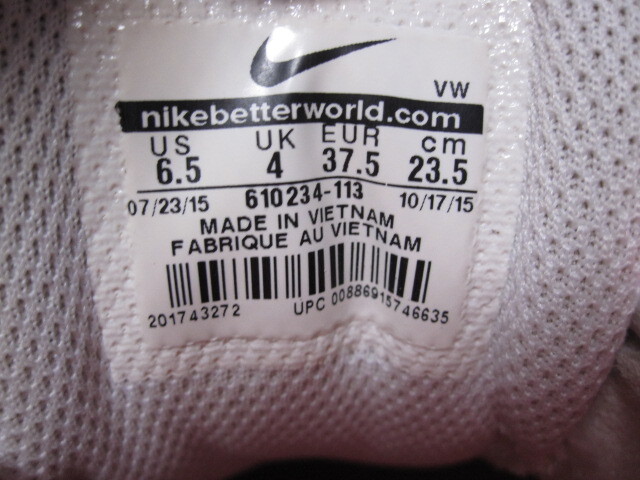 VW
nikebetterworld.com
US UK EUR cm
6.5 4 37.5 23.5
07/23/15 610234-113 10/17/15
MADE IN VIETNAM
FABRIQUE AU VIETNAM
201743272 UPC 00886915746635